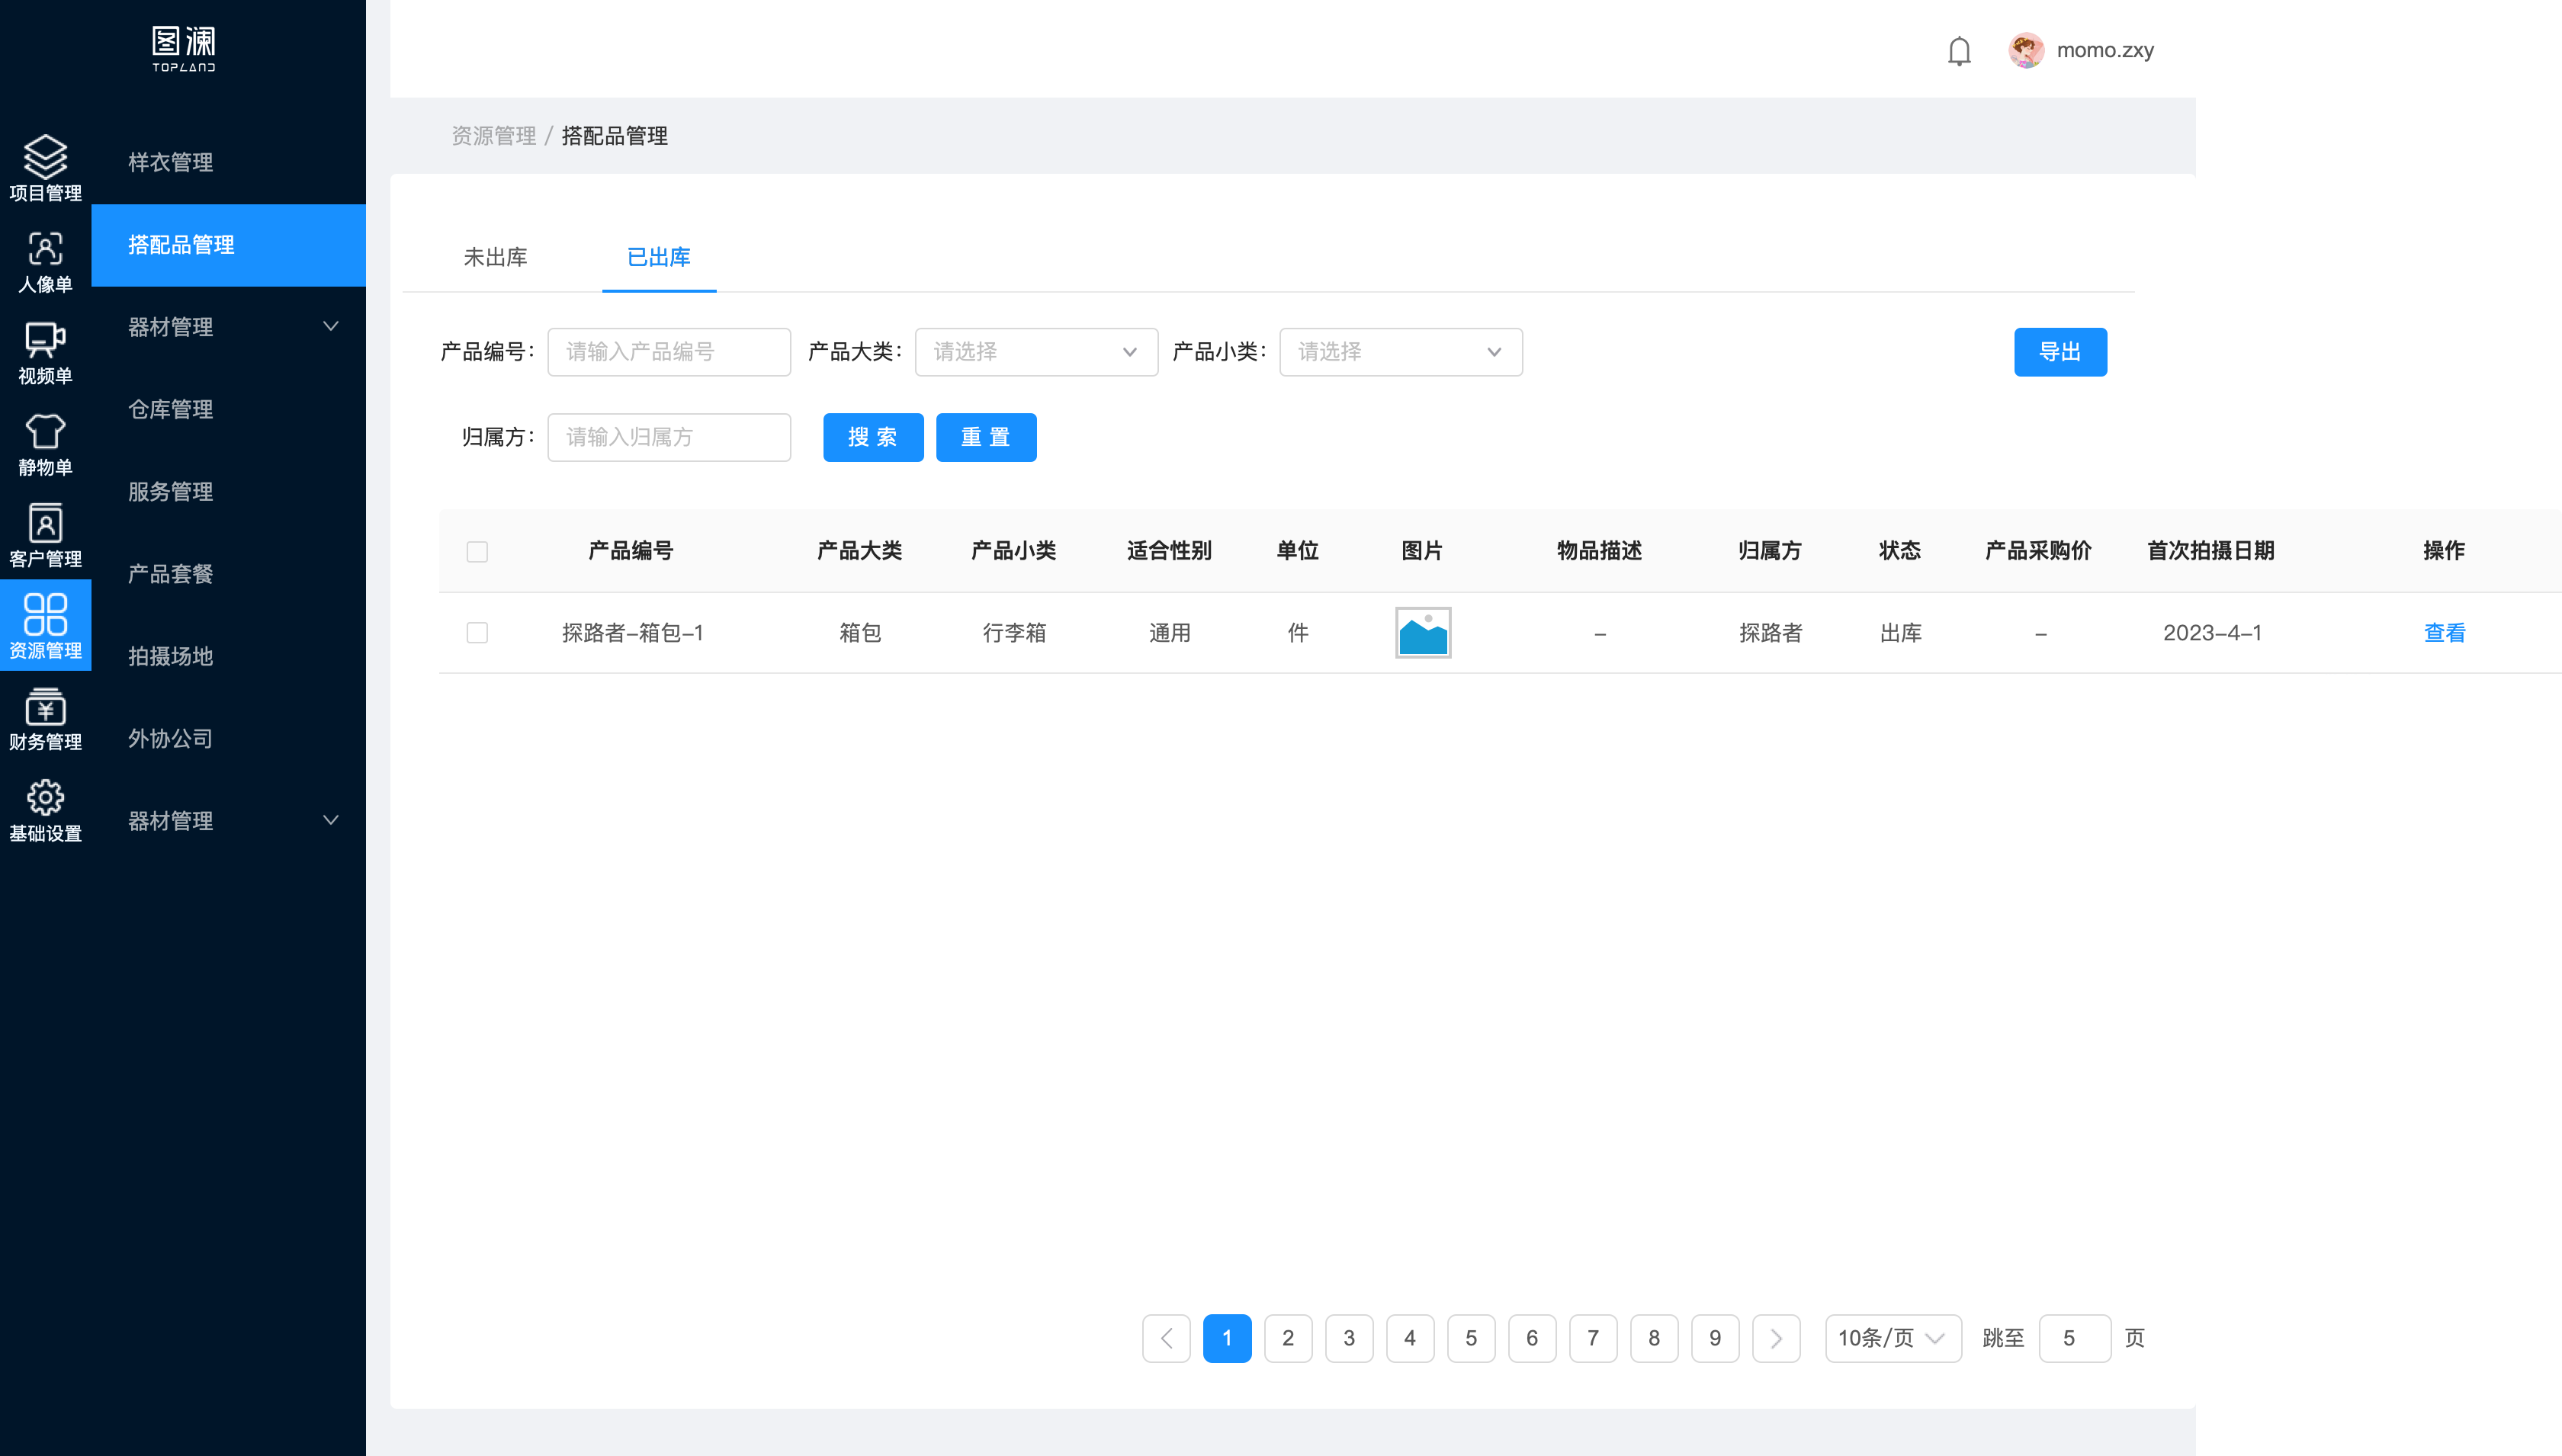 图澜
TOPLAND
momo.zxy
项目管理
人像单
视频单
静物单
客户管理
资源管理
财务管理
基础设置
样衣管理
搭配品管理
器材管理
仓库管理
服务管理
产品套餐
拍摄场地
外协公司
器材管理
资源管理 / 搭配品管理
未出库 已出库
产品编号: 请输入产品编号 产品大类: 请选择 产品小类: 请选择 导出
归属方: 请输入归属方 搜 索 重 置
产品编号 产品大类 产品小类 适合性别 单位 图片 物品描述 归属方 状态 产品采购价 首次拍摄日期 操作
探路者-箱包-1 箱包 行李箱 通用 件 - 探路者 出库 - 2023-4-1 查看
1 2 3 4 5 6 7 8 9 10条/页 跳至 5 页